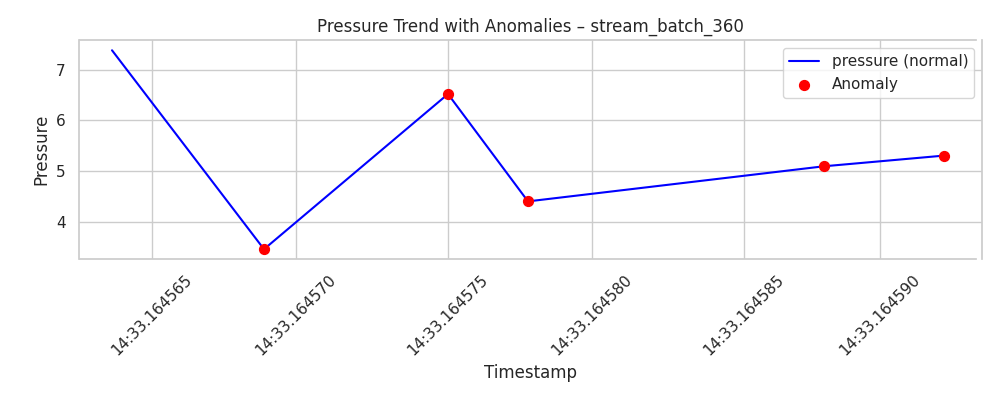 Pressure Trend with Anomalies – stream_batch_360
pressure (normal)
Anomaly
Pressure
7
6
5
4
14:33.164565
14:33.164570
14:33.164575
14:33.164580
14:33.164585
14:33.164590
Timestamp